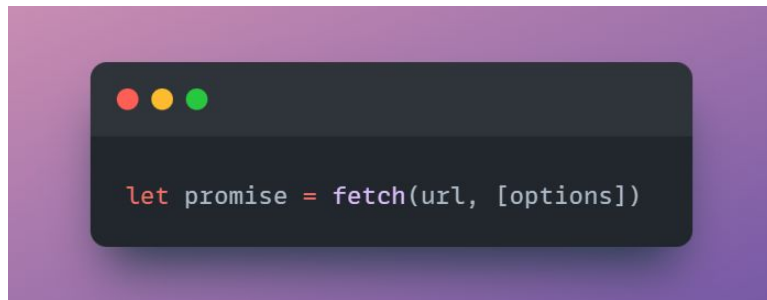 let promise = fetch(url, [options])